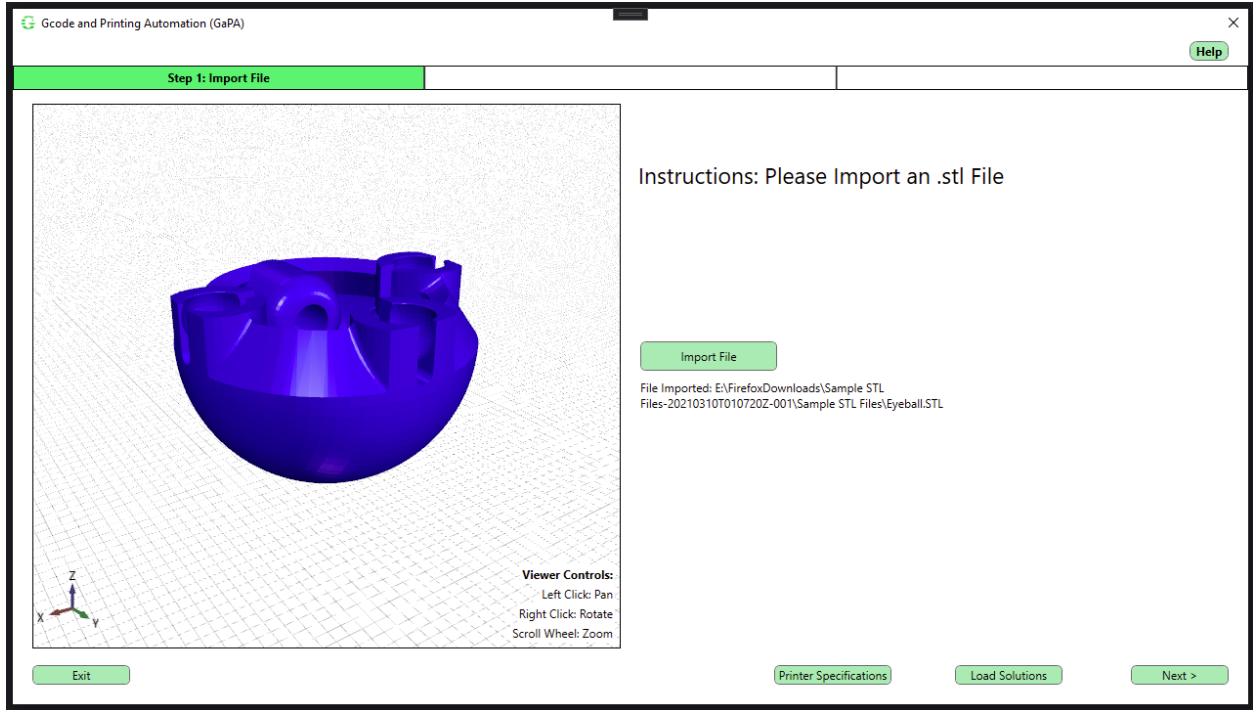 Gcode and Printing Automation (GaPA)
Help
Step 1: Import File
Instructions: Please Import an .stl File
Import File
File Imported: E:\FirefoxDownloads\Sample STL
Files-20210310T010720Z-001\Sample STL Files\Eyeball.STL
Viewer Controls:
Left Click: Pan
Right Click: Rotate
Scroll Wheel: Zoom
Z
X
Y
Exit
Printer Specifications
Load Solutions
Next >